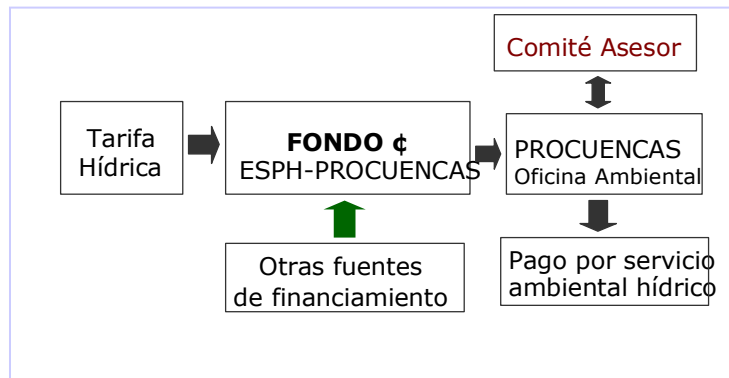 Comité Asesor
Tarifa
Hídrica
FONDO ¢
ESPH-PROCUENCAS
PROCUENCAS
Oficina Ambiental
Otras fuentes
de financiamiento
Pago por servicio
ambiental hídrico